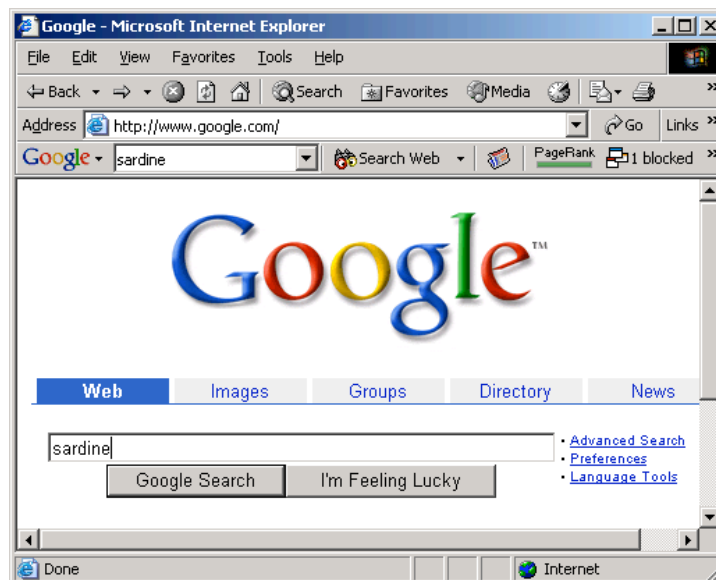 Google - Microsoft Internet Explorer
File Edit View Favorites Tools Help
Back Search Favorites Media »
Address http://www.google.com/ Go Links »
Google sardine Search Web PageRank 1 blocked »
Google™
Web Images Groups Directory News
sardine
• Advanced Search
• Preferences
• Language Tools
Google Search I'm Feeling Lucky
Done Internet